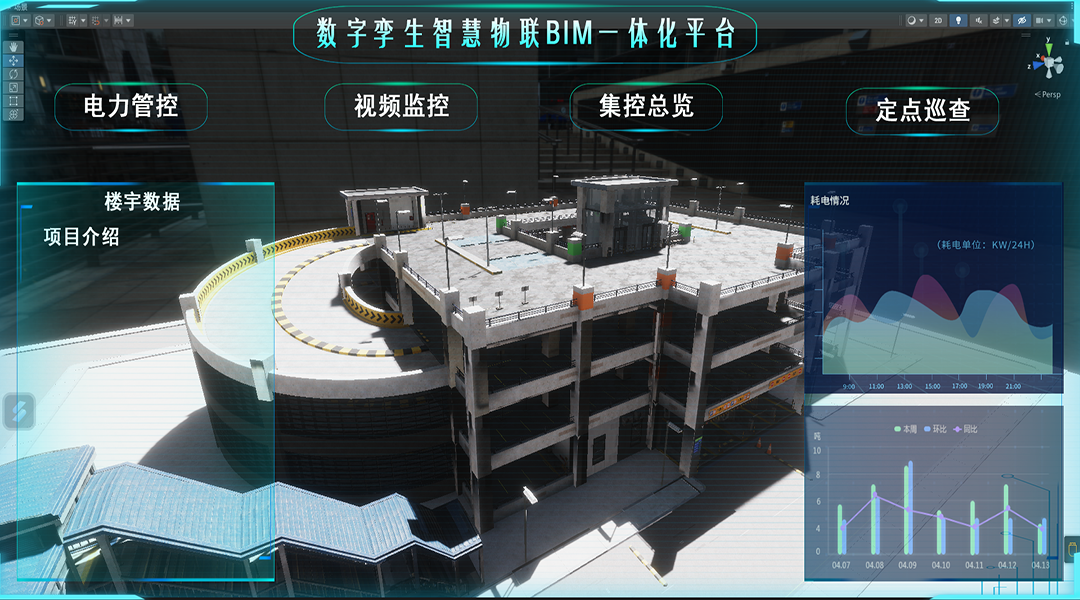 场景
2D
数字孪生智慧物联BIM一体化平台
y
x
z
Persp
电力管控
视频监控
集控总览
定点巡查
楼宇数据
项目介绍
耗电情况
（耗电单位：KW/24H）
9:00 11:00 13:00 15:00 17:00 19:00 21:00
吨
本周 环比 同比
10
8
6
4
0
04.07 04.08 04.09 04.10 04.11 04.12 04.13